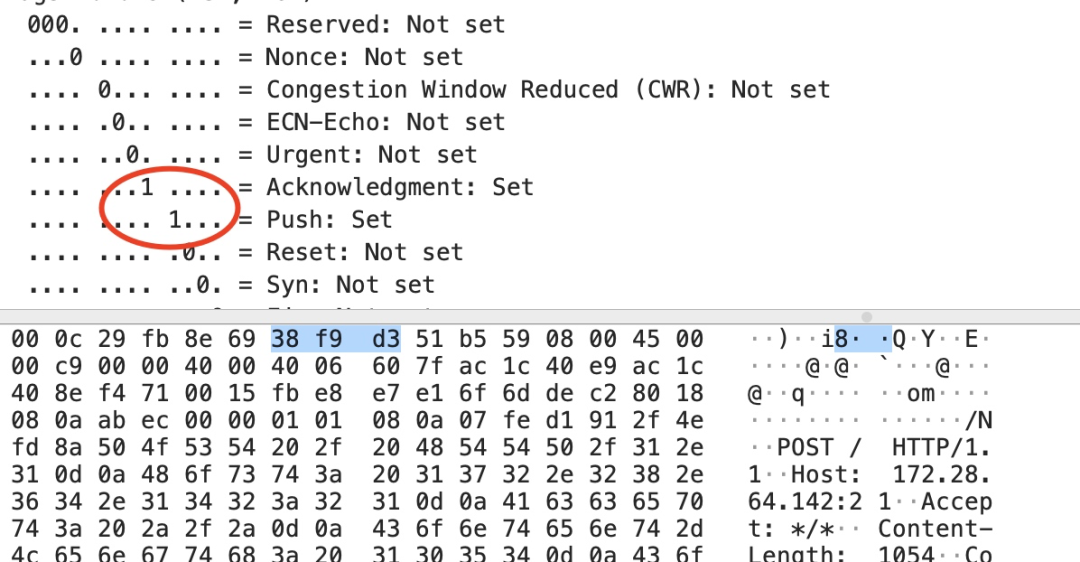 000. .... .... = Reserved: Not set
...0 .... .... = Nonce: Not set
.... 0... .... = Congestion Window Reduced (CWR): Not set
.... .0.. .... = ECN-Echo: Not set
.... ..0. .... = Urgent: Not set
.... ...1 .... = Acknowledgment: Set
.... .... 1... = Push: Set
.... .... .0.. = Reset: Not set
.... .... ..0. = Syn: Not set
00 0c 29 fb 8e 69 38 f9 d3 51 b5 59 08 00 45 00 ··)··i8· ·Q·Y··E·
00 c9 00 00 40 00 40 06 60 7f ac 1c 40 e9 ac 1c ····@·@· `···@···
40 8e f4 71 00 15 fb e8 e7 e1 6f 6d de c2 80 18 @··q···· ··om····
08 0a ab ec 00 00 01 01 08 0a 07 fe d1 91 2f 4e ········ ······/N
fd 8a 50 4f 53 54 20 2f 20 48 54 54 50 2f 31 2e ··POST / HTTP/1.
31 0d 0a 48 6f 73 74 3a 20 31 37 32 2e 32 38 2e 1··Host: 172.28.
36 34 2e 31 34 32 3a 32 31 0d 0a 41 63 63 65 70 64.142:2 1··Accep
74 3a 20 2a 2f 2a 0d 0a 43 6f 6e 74 65 6e 74 2d t: */*·· Content-
4c 65 6e 67 74 68 3a 20 31 30 35 34 0d 0a 43 6f Length: 1054··Co